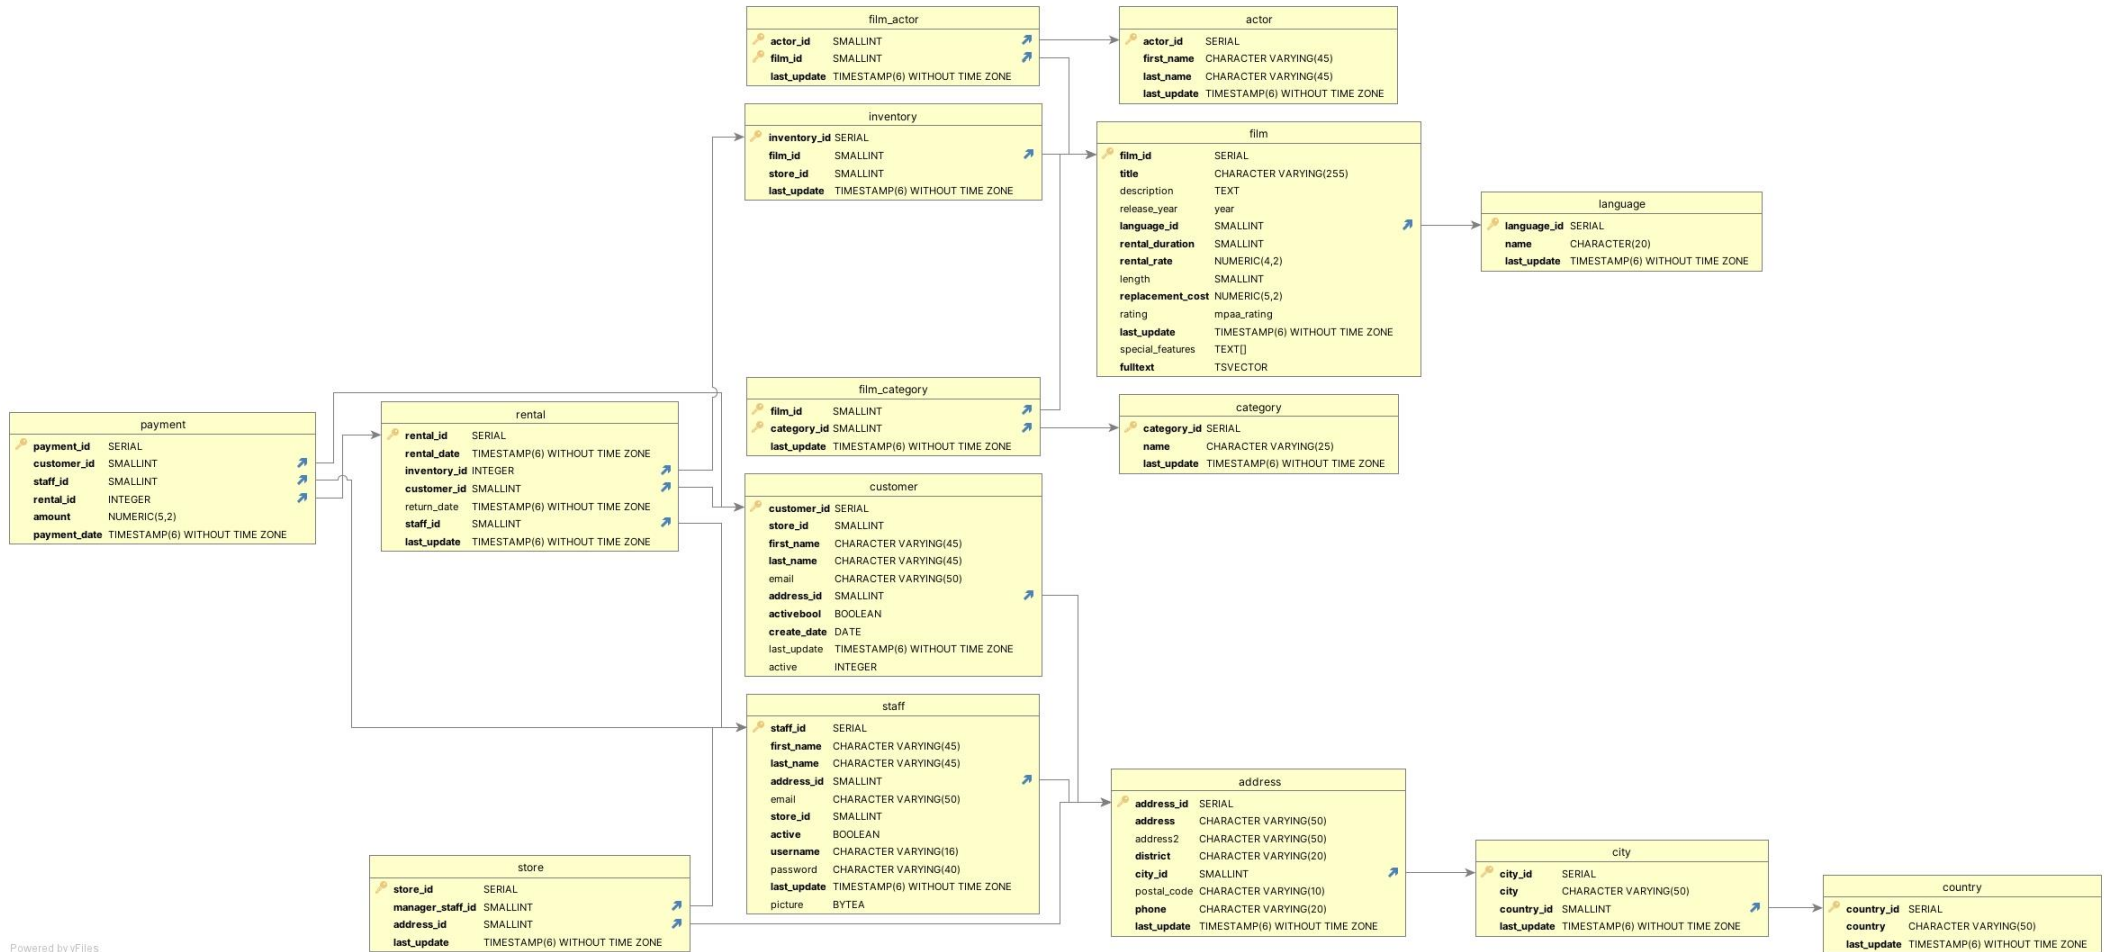 film_actor
actor_id SMALLINT
film_id SMALLINT
last_update TIMESTAMP(6) WITHOUT TIME ZONE
actor
actor_id SERIAL
first_name CHARACTER VARYING(45)
last_name CHARACTER VARYING(45)
last_update TIMESTAMP(6) WITHOUT TIME ZONE
inventory
inventory_id SERIAL
film_id SMALLINT
store_id SMALLINT
last_update TIMESTAMP(6) WITHOUT TIME ZONE
film
film_id SERIAL
title CHARACTER VARYING(255)
description TEXT
release_year year
language_id SMALLINT
rental_duration SMALLINT
rental_rate NUMERIC(4,2)
length SMALLINT
replacement_cost NUMERIC(5,2)
rating mpaa_rating
last_update TIMESTAMP(6) WITHOUT TIME ZONE
special_features TEXT[]
fulltext TSVECTOR
language
language_id SERIAL
name CHARACTER(20)
last_update TIMESTAMP(6) WITHOUT TIME ZONE
film_category
film_id SMALLINT
category_id SMALLINT
last_update TIMESTAMP(6) WITHOUT TIME ZONE
category
category_id SERIAL
name CHARACTER VARYING(25)
last_update TIMESTAMP(6) WITHOUT TIME ZONE
payment
payment_id SERIAL
customer_id SMALLINT
staff_id SMALLINT
rental_id INTEGER
amount NUMERIC(5,2)
payment_date TIMESTAMP(6) WITHOUT TIME ZONE
rental
rental_id SERIAL
rental_date TIMESTAMP(6) WITHOUT TIME ZONE
inventory_id INTEGER
customer_id SMALLINT
return_date TIMESTAMP(6) WITHOUT TIME ZONE
staff_id SMALLINT
last_update TIMESTAMP(6) WITHOUT TIME ZONE
customer
customer_id SERIAL
store_id SMALLINT
first_name CHARACTER VARYING(45)
last_name CHARACTER VARYING(45)
email CHARACTER VARYING(50)
address_id SMALLINT
activebool BOOLEAN
create_date DATE
last_update TIMESTAMP(6) WITHOUT TIME ZONE
active INTEGER
staff
staff_id SERIAL
first_name CHARACTER VARYING(45)
last_name CHARACTER VARYING(45)
address_id SMALLINT
email CHARACTER VARYING(50)
store_id SMALLINT
active BOOLEAN
username CHARACTER VARYING(16)
password CHARACTER VARYING(40)
last_update TIMESTAMP(6) WITHOUT TIME ZONE
picture BYTEA
store
store_id SERIAL
manager_staff_id SMALLINT
address_id SMALLINT
last_update TIMESTAMP(6) WITHOUT TIME ZONE
address
address_id SERIAL
address CHARACTER VARYING(50)
address2 CHARACTER VARYING(50)
district CHARACTER VARYING(20)
city_id SMALLINT
postal_code CHARACTER VARYING(10)
phone CHARACTER VARYING(20)
last_update TIMESTAMP(6) WITHOUT TIME ZONE
city
city_id SERIAL
city CHARACTER VARYING(50)
country_id SMALLINT
last_update TIMESTAMP(6) WITHOUT TIME ZONE
country
country_id SERIAL
country CHARACTER VARYING(50)
last_update TIMESTAMP(6) WITHOUT TIME ZONE
Powered by yFiles